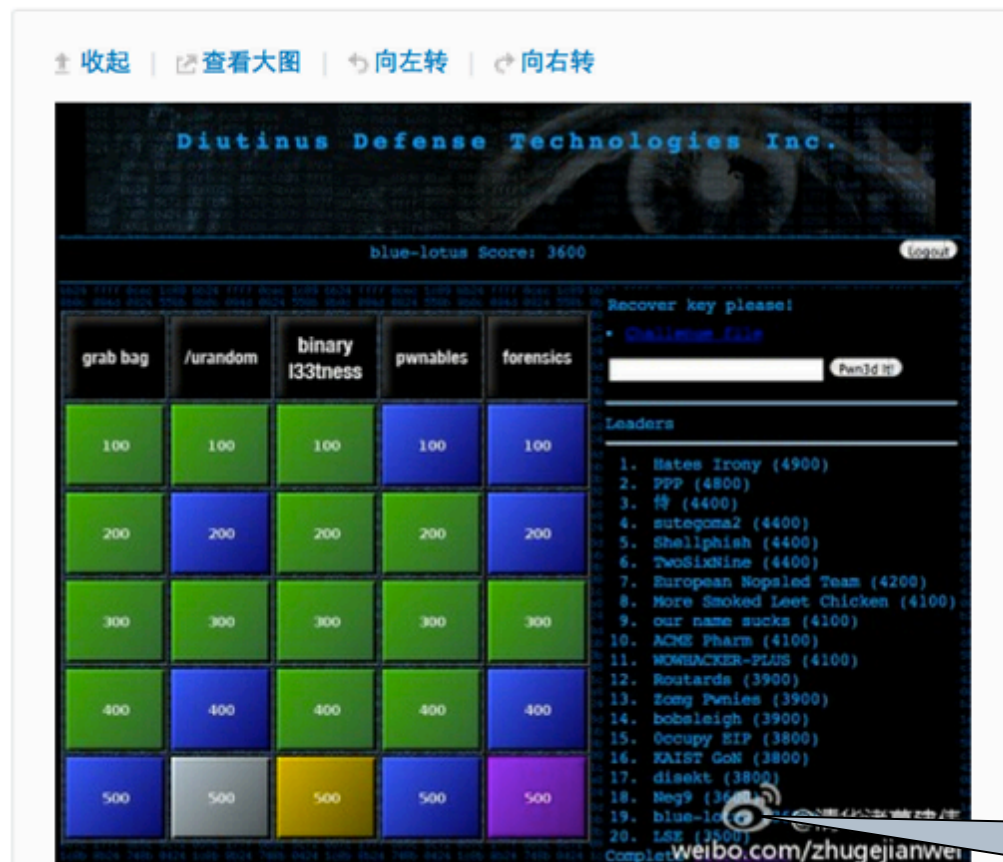 收起 查看大图 向左转 向右转
Diutinus Defense Technologies Inc.
blue-lotus Score: 3600
Logout
grab bag /urandom binary l33tness pwnables forensics
100 100 100 100 100
200 200 200 200 200
300 300 300 300 300
400 400 400 400 400
500 500 500 500 500
Recover key please!
Challenge file
Pwn3d It!
Leaders
1. Hates Irony (4900)
2. PPP (4800)
3. 侍 (4400)
4. sutegoma2 (4400)
5. Shellphish (4400)
6. TwoSixNine (4400)
7. European Nopsled Team (4200)
8. More Smoked Leet Chicken (4100)
9. our name sucks (4100)
10. ACME Pharm (4100)
11. WOWHACKER-PLUS (4100)
12. Routards (3900)
13. Zomg Pwnies (3900)
14. bobsleigh (3900)
15. Occupy EIP (3800)
16. KAIST GoN (3800)
17. disekt (3800)
18. Neg9
19.
20. LSE (3500)
weibo.com/zhugejianwei